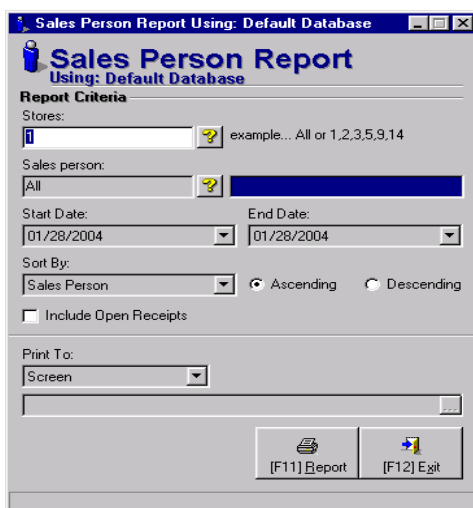 Sales Person Report Using: Default Database
Sales Person Report
Using: Default Database
Report Criteria
Stores:
1 example... All or 1,2,3,5,9,14
Sales person:
All
Start Date: End Date:
01/28/2004 01/28/2004
Sort By:
Sales Person Ascending Descending
Include Open Receipts
Print To:
Screen
...
[F11] Report [F12] Exit